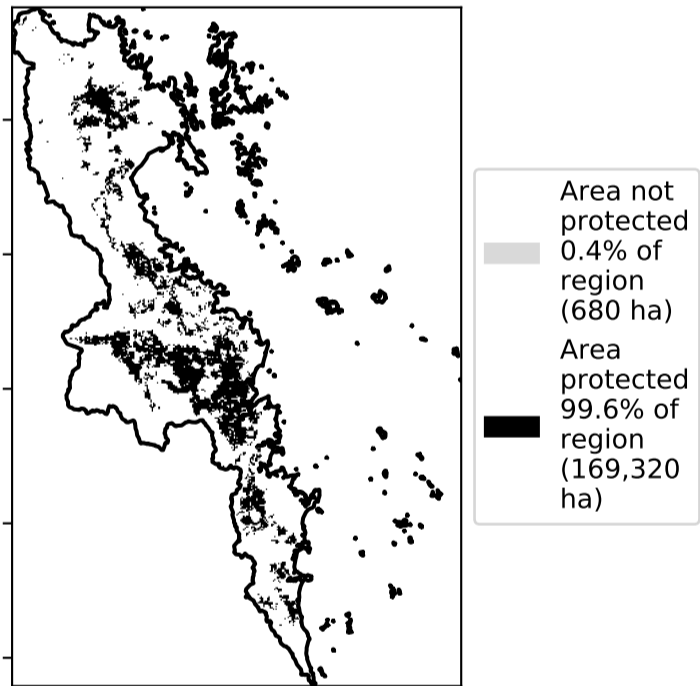 Area not
protected
0.4% of
region
(680 ha)
Area
protected
99.6% of
region
(169,320
ha)